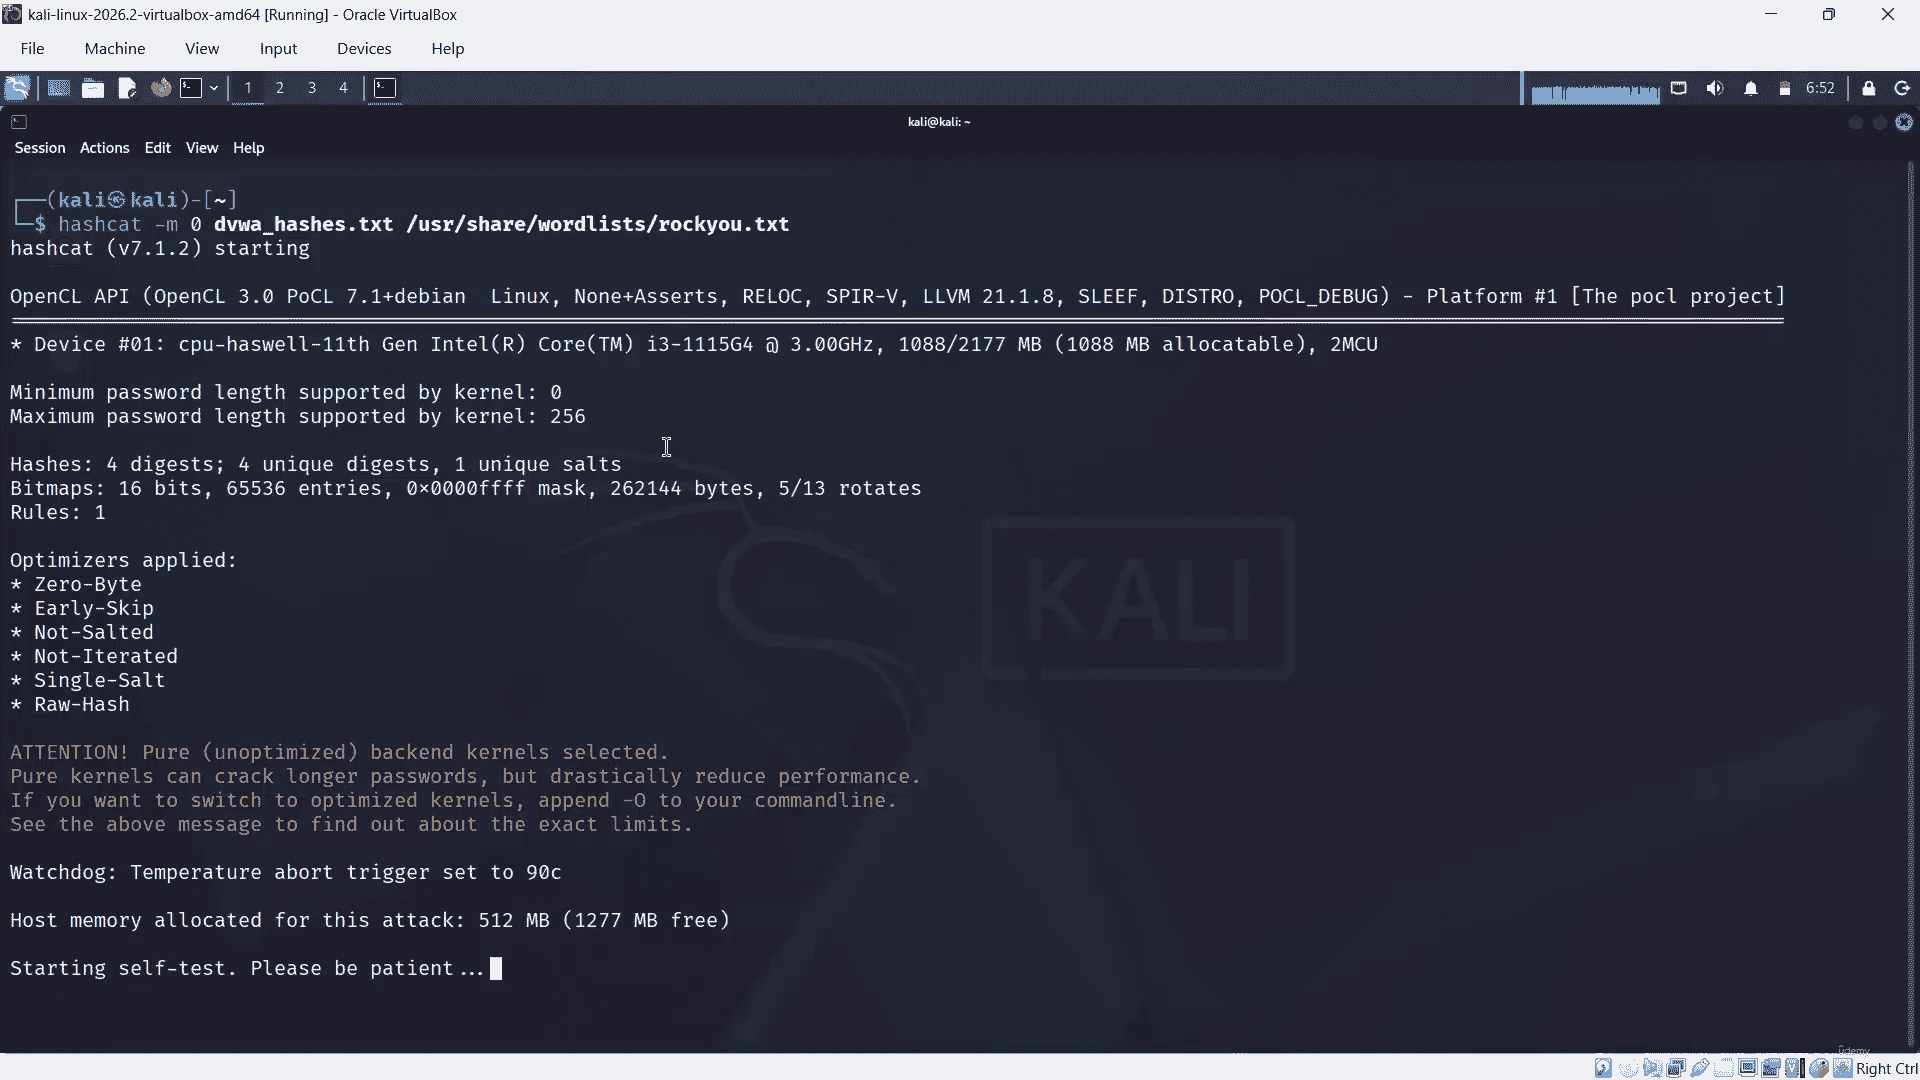 kali-linux-2026.2-virtualbox-amd64 [Running] - Oracle VirtualBox
File Machine View Input Devices Help
1 2 3 4 6:52
kali@kali: ~
Session Actions Edit View Help
┌──(kali㉿kali)-[~]
└─$ hashcat -m 0 dvwa_hashes.txt /usr/share/wordlists/rockyou.txt
hashcat (v7.1.2) starting
OpenCL API (OpenCL 3.0 PoCL 7.1+debian  Linux, None+Asserts, RELOC, SPIR-V, LLVM 21.1.8, SLEEF, DISTRO, POCL_DEBUG) - Platform #1 [The pocl project]
* Device #01: cpu-haswell-11th Gen Intel(R) Core(TM) i3-1115G4 @ 3.00GHz, 1088/2177 MB (1088 MB allocatable), 2MCU
Minimum password length supported by kernel: 0
Maximum password length supported by kernel: 256
Hashes: 4 digests; 4 unique digests, 1 unique salts
Bitmaps: 16 bits, 65536 entries, 0×0000ffff mask, 262144 bytes, 5/13 rotates
Rules: 1
Optimizers applied:
* Zero-Byte
* Early-Skip
* Not-Salted
* Not-Iterated
* Single-Salt
* Raw-Hash
KALI
ATTENTION! Pure (unoptimized) backend kernels selected.
Pure kernels can crack longer passwords, but drastically reduce performance.
If you want to switch to optimized kernels, append -O to your commandline.
See the above message to find out about the exact limits.
Watchdog: Temperature abort trigger set to 90c
Host memory allocated for this attack: 512 MB (1277 MB free)
Starting self-test. Please be patient...
udemy
Right Ctrl